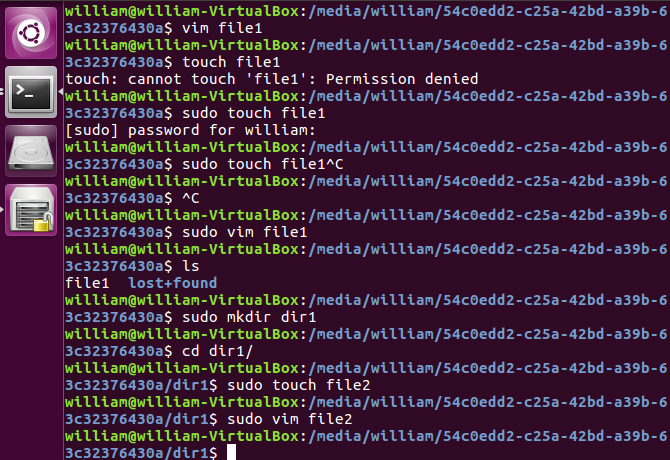 william@william-VirtualBox:/media/william/54c0edd2-c25a-42bd-a39b-6
3c32376430a$ vim file1
william@william-VirtualBox:/media/william/54c0edd2-c25a-42bd-a39b-6
3c32376430a$ touch file1
touch: cannot touch 'file1': Permission denied
william@william-VirtualBox:/media/william/54c0edd2-c25a-42bd-a39b-6
3c32376430a$ sudo touch file1
[sudo] password for william:
william@william-VirtualBox:/media/william/54c0edd2-c25a-42bd-a39b-6
3c32376430a$ sudo touch file1^C
william@william-VirtualBox:/media/william/54c0edd2-c25a-42bd-a39b-6
3c32376430a$ ^C
william@william-VirtualBox:/media/william/54c0edd2-c25a-42bd-a39b-6
3c32376430a$ sudo vim file1
william@william-VirtualBox:/media/william/54c0edd2-c25a-42bd-a39b-6
3c32376430a$ ls
file1  lost+found
william@william-VirtualBox:/media/william/54c0edd2-c25a-42bd-a39b-6
3c32376430a$ sudo mkdir dir1
william@william-VirtualBox:/media/william/54c0edd2-c25a-42bd-a39b-6
3c32376430a$ cd dir1/
william@william-VirtualBox:/media/william/54c0edd2-c25a-42bd-a39b-6
3c32376430a/dir1$ sudo touch file2
william@william-VirtualBox:/media/william/54c0edd2-c25a-42bd-a39b-6
3c32376430a/dir1$ sudo vim file2
william@william-VirtualBox:/media/william/54c0edd2-c25a-42bd-a39b-6
3c32376430a/dir1$